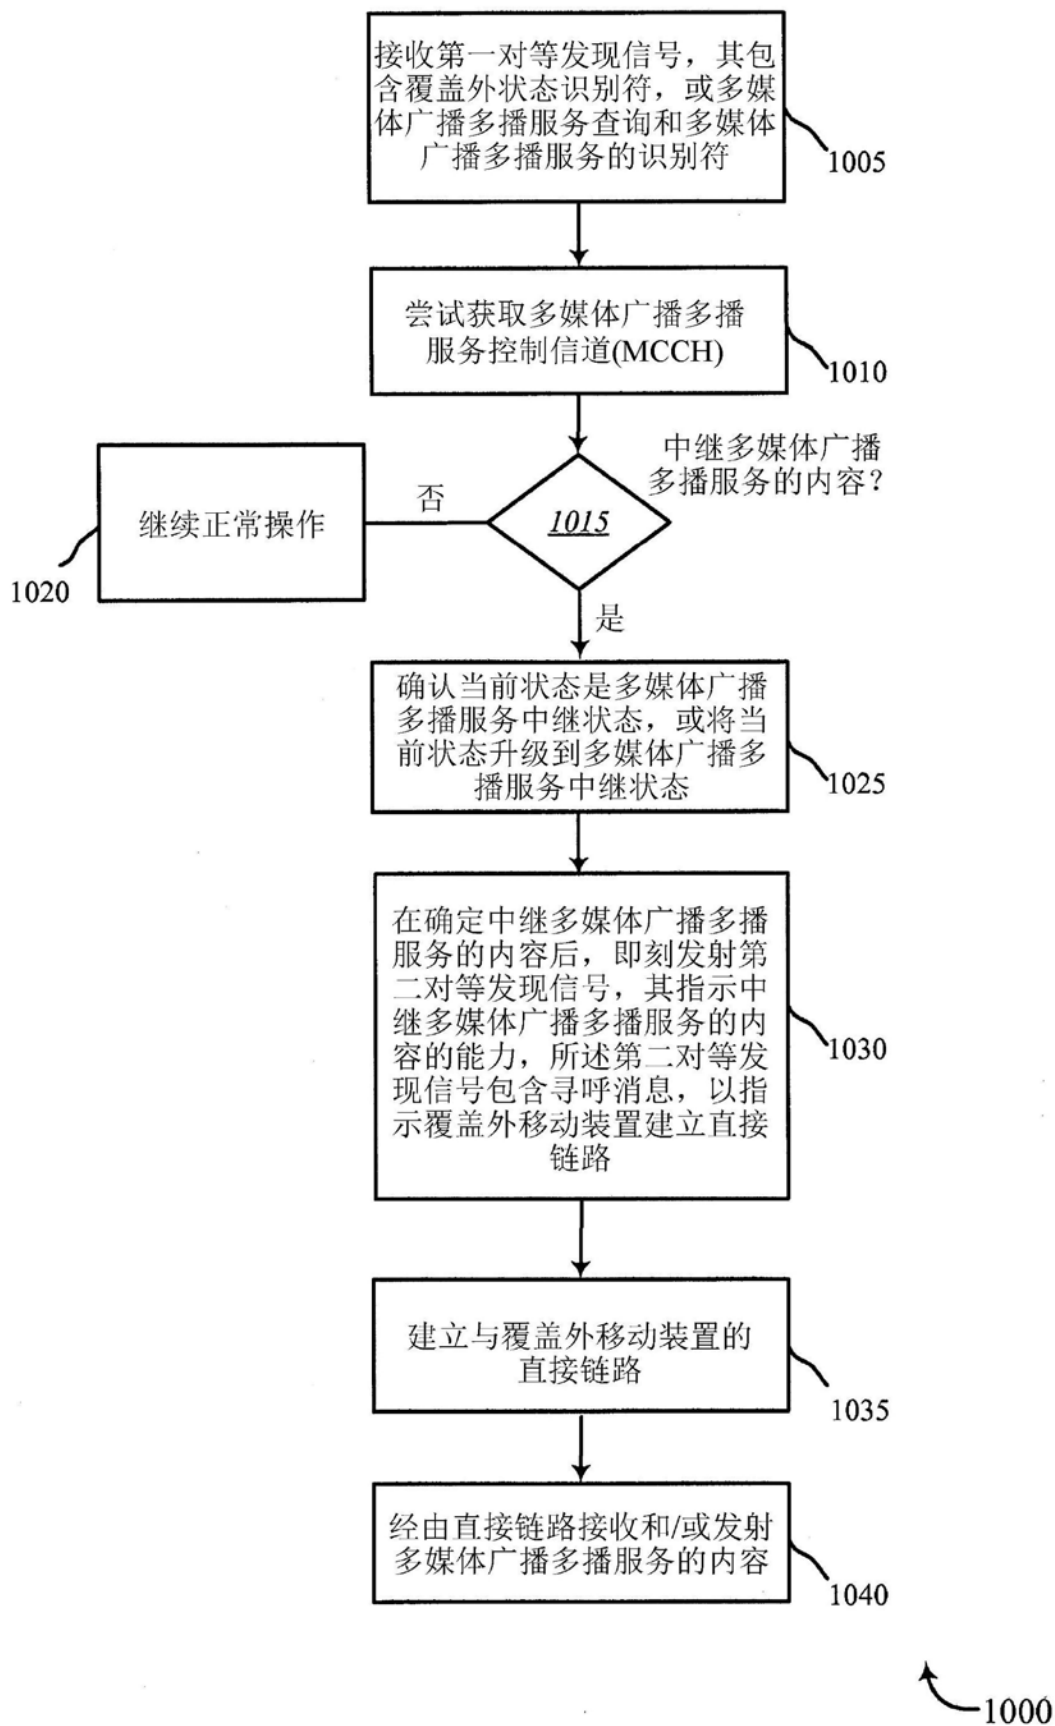 接收第一对等发现信号，其包
含覆盖外状态识别符，或多媒
体广播多播服务查询和多媒体
广播多播服务的识别符
1005
尝试获取多媒体广播多播
服务控制信道(MCCH)
1010
中继多媒体广播
多播服务的内容？
否
1015
继续正常操作
1020
是
确认当前状态是多媒体广播
多播服务中继状态，或将当
前状态升级到多媒体广播多
播服务中继状态
1025
在确定中继多媒体广播多播
服务的内容后，即刻发射第
二对等发现信号，其指示中
继多媒体广播多播服务的内
容的能力，所述第二对等发
现信号包含寻呼消息，以指
示覆盖外移动装置建立直接
链路
1030
建立与覆盖外移动装置的
直接链路
1035
经由直接链路接收和/或发射
多媒体广播多播服务的内容
1040
1000